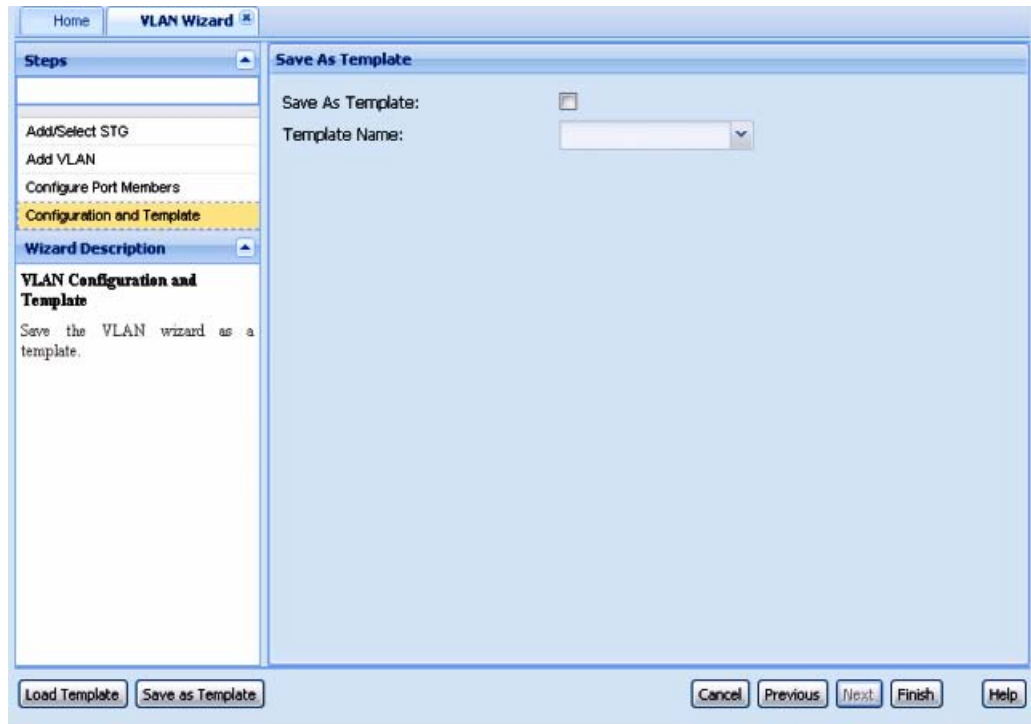 Home
VLAN Wizard
Steps
Add/Select STG
Add VLAN
Configure Port Members
Configuration and Template
Wizard Description
VLAN Configuration and
Template
Save the VLAN wizard as a
template.
Save As Template
Save As Template:
Template Name:
Load Template
Save as Template
Cancel
Previous
Next
Finish
Help